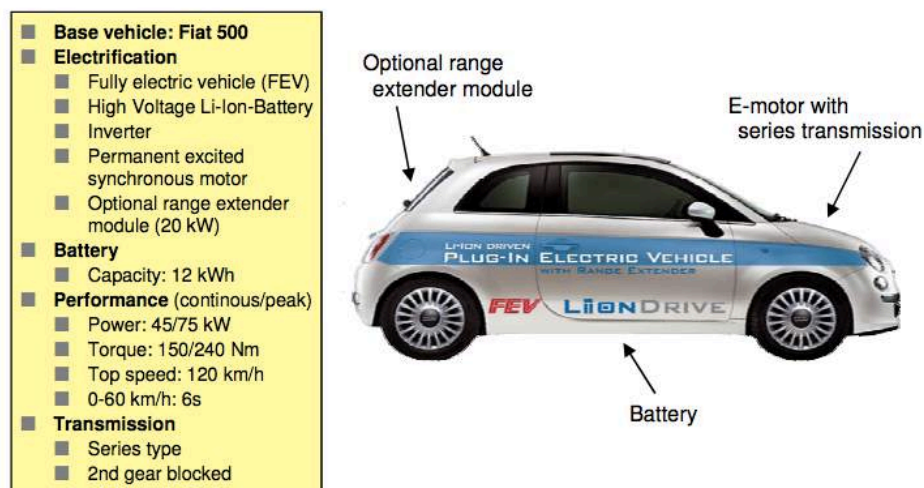 Base vehicle: Fiat 500
Electrification
Fully electric vehicle (FEV)
High Voltage Li-Ion-Battery
Inverter
Permanent excited
synchronous motor
Optional range extender
module (20 kW)
Battery
Capacity: 12 kWh
Performance (continous/peak)
Power: 45/75 kW
Torque: 150/240 Nm
Top speed: 120 km/h
0-60 km/h: 6s
Transmission
Series type
2nd gear blocked
Optional range
extender module
E-motor with
series transmission
LI-ION DRIVEN
PLUG-IN ELECTRIC VEHICLE
WITH RANGE EXTENDER
FEV LIIONDRIVE
Battery